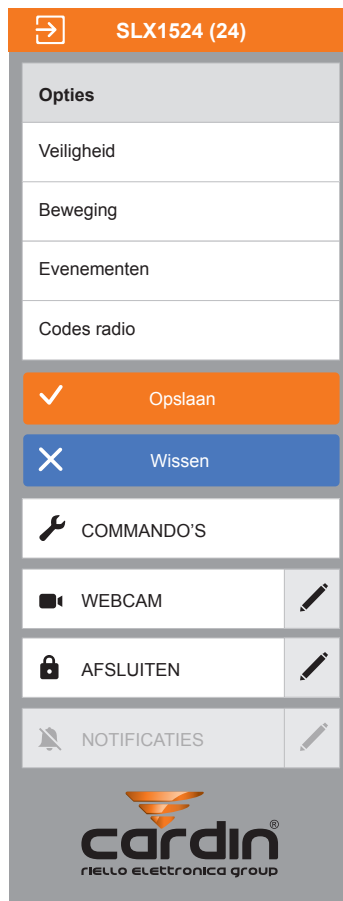 SLX1524 (24)
Opties
Veiligheid
Beweging
Evenementen
Codes radio
Opslaan
Wissen
COMMANDO'S
WEBCAM
AFSLUITEN
NOTIFICATIES
cardin®
riello elettronica group